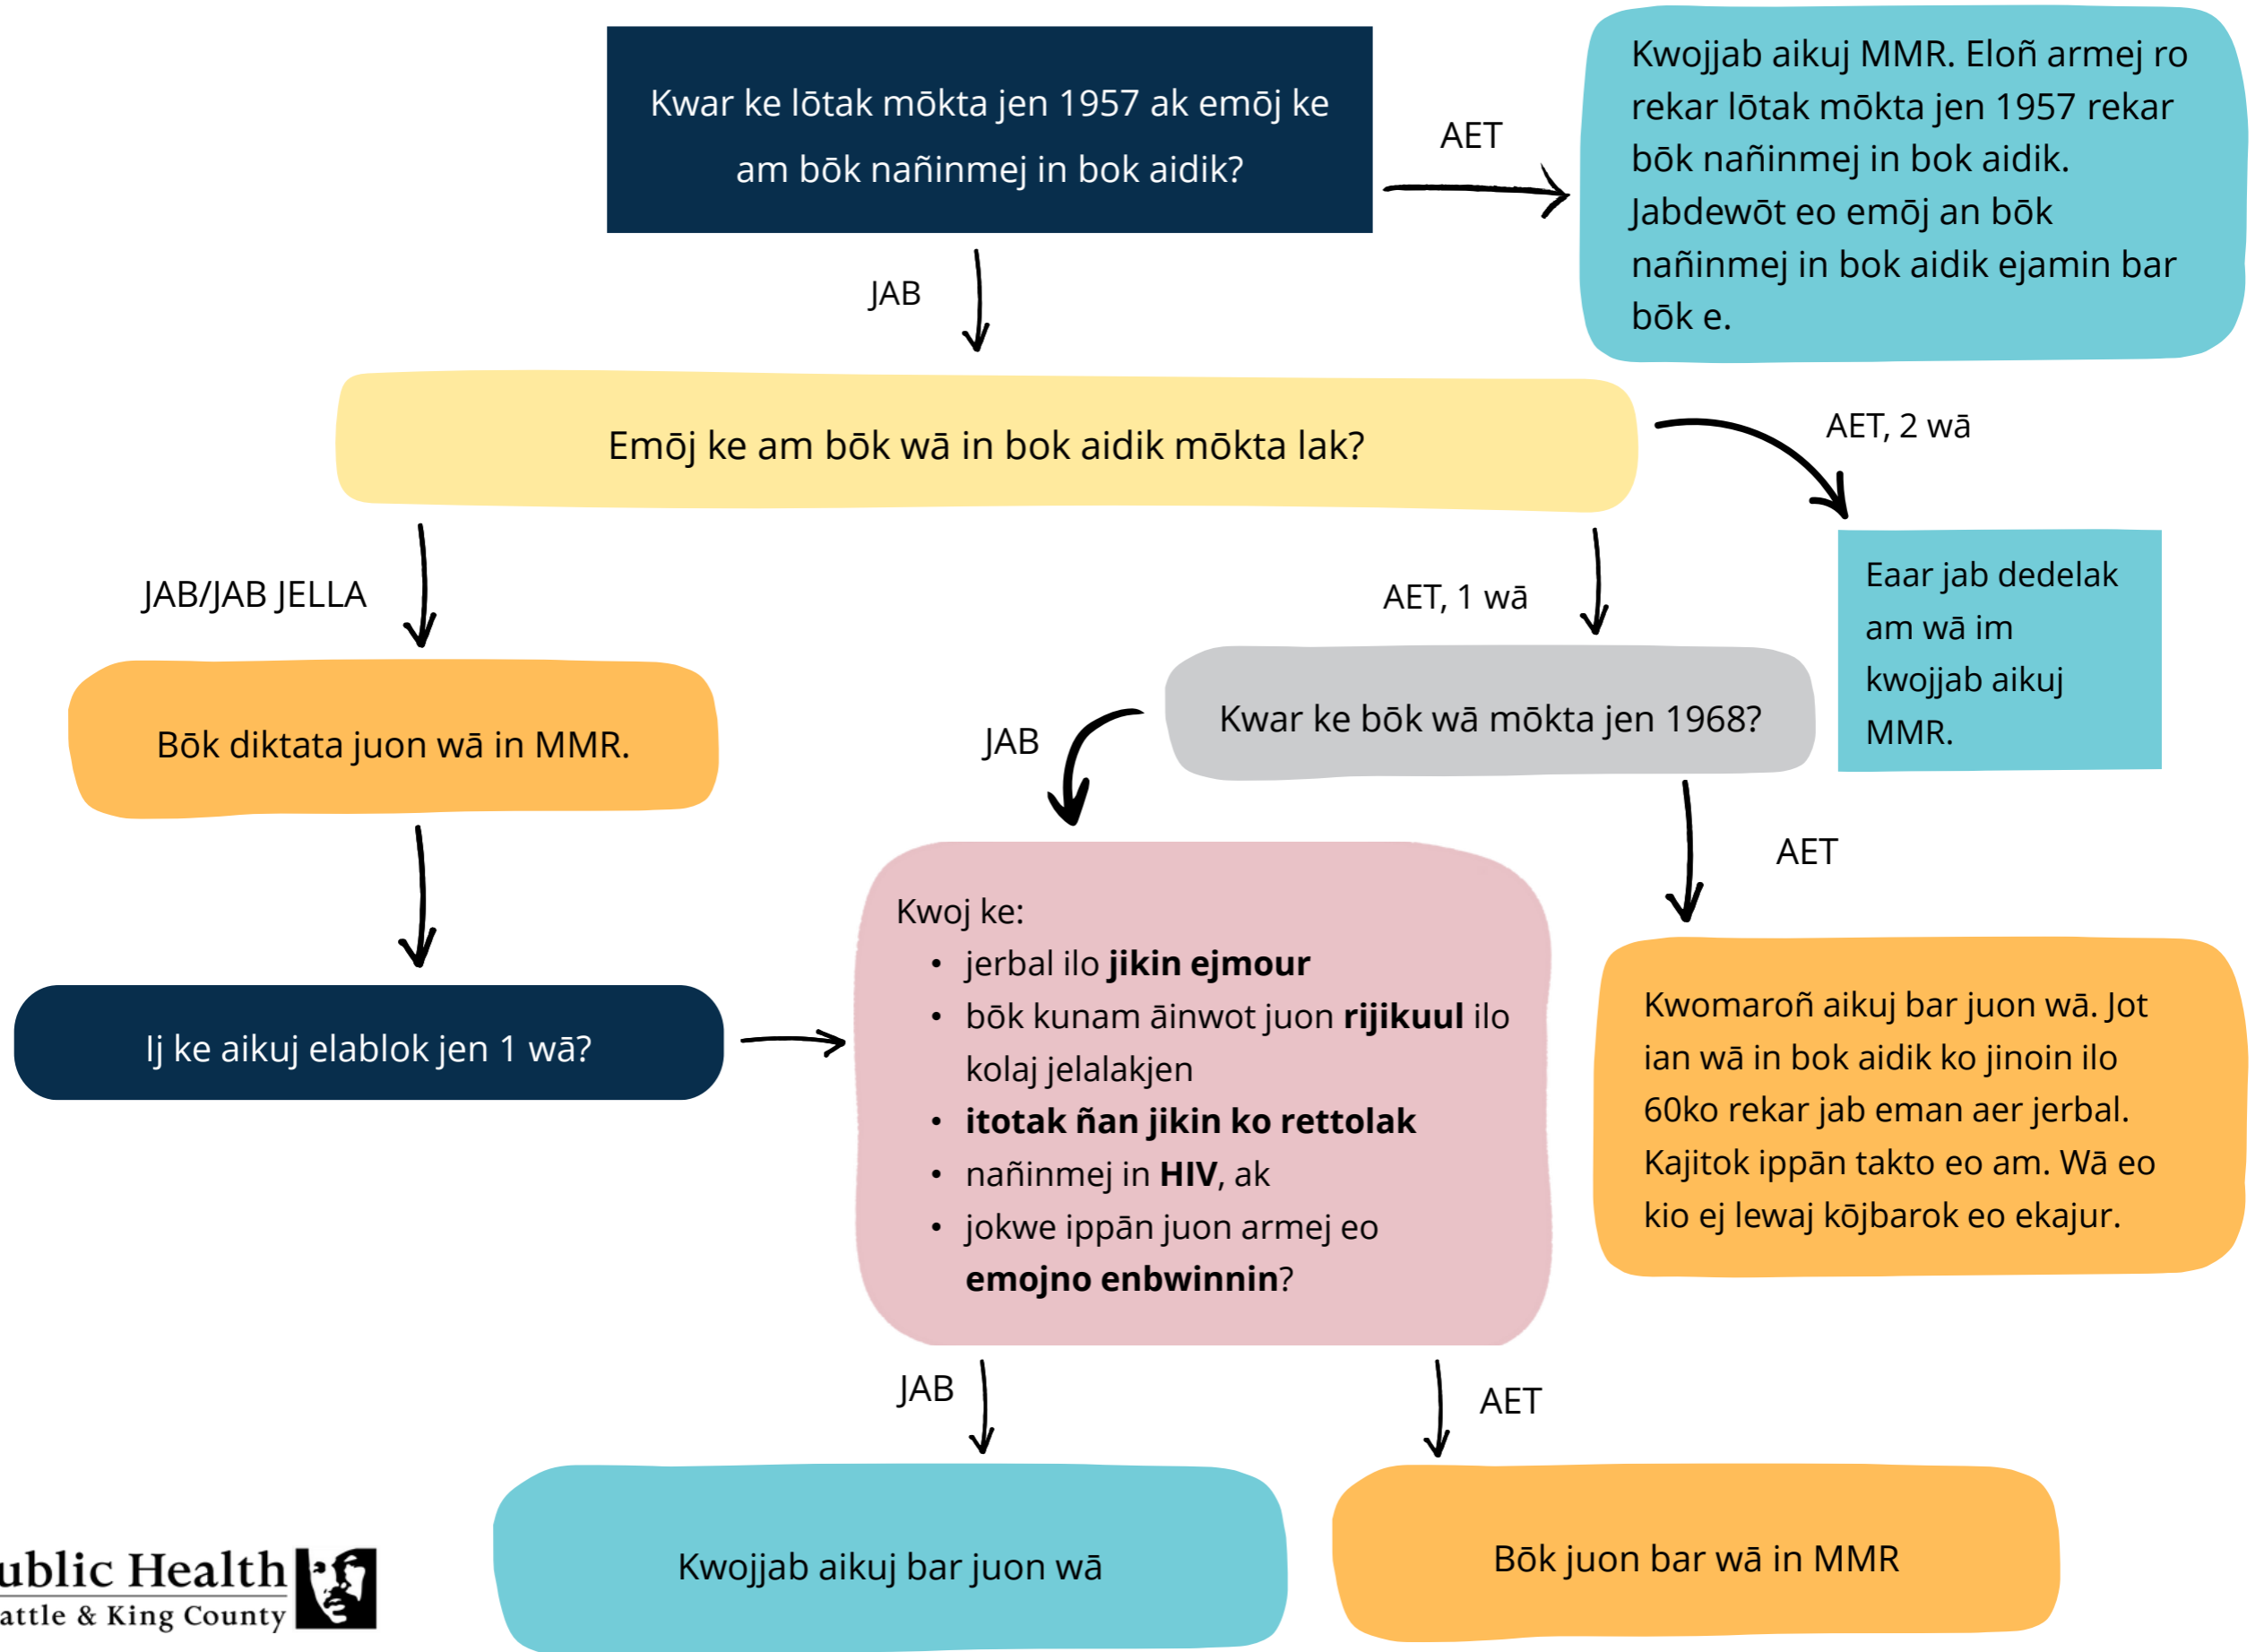 Kwar ke lōtak mōkta jen 1957 ak emōj ke
am bōk nañinmej in bok aidik?
AET
Kwojjab aikuj MMR. Eloñ armej ro
rekar lōtak mōkta jen 1957 rekar
bōk nañinmej in bok aidik.
Jabdewōt eo emōj an bōk
nañinmej in bok aidik ejamin bar
bōk e.
JAB
Emōj ke am bōk wā in bok aidik mōkta lak?
AET, 2 wā
Eaar jab dedelak
am wā im
kwojjab aikuj
MMR.
JAB/JAB JELLA
AET, 1 wā
Bōk diktata juon wā in MMR.
Kwar ke bōk wā mōkta jen 1968?
JAB
AET
Ij ke aikuj elablok jen 1 wā?
Kwoj ke:
• jerbal ilo jikin ejmour
• bōk kunam āinwot juon rijikuul ilo
kolaj jelalakjen
• itotak ñan jikin ko rettolak
• nañinmej in HIV, ak
• jokwe ippān juon armej eo
emojno enbwinnin?
Kwomaroñ aikuj bar juon wā. Jot
ian wā in bok aidik ko jinoin ilo
60ko rekar jab eman aer jerbal.
Kajitok ippān takto eo am. Wā eo
kio ej lewaj kōjbarok eo ekajur.
JAB
AET
Kwojjab aikuj bar juon wā
Bōk juon bar wā in MMR
ublic Health
attle & King County